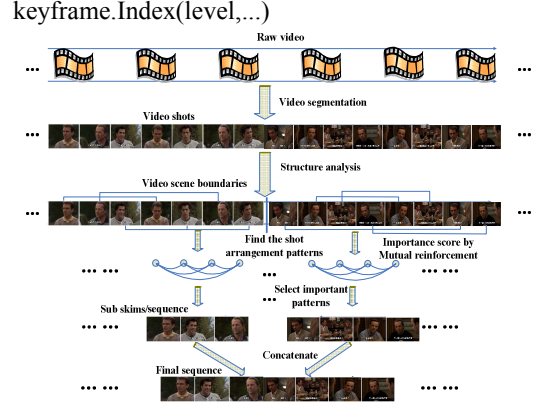 keyframe.Index(level,...)
Raw video
... ...
Video segmentation
Video shots
... ...
Structure analysis
Video scene boundaries
... ...
Find the shot
arrangement patterns
Importance score by
Mutual reinforcement
... ... ... ... ...
...
Select important
patterns
Sub skims/sequence
... ... ... ...
Concatenate
Final sequence
... ... ... ...